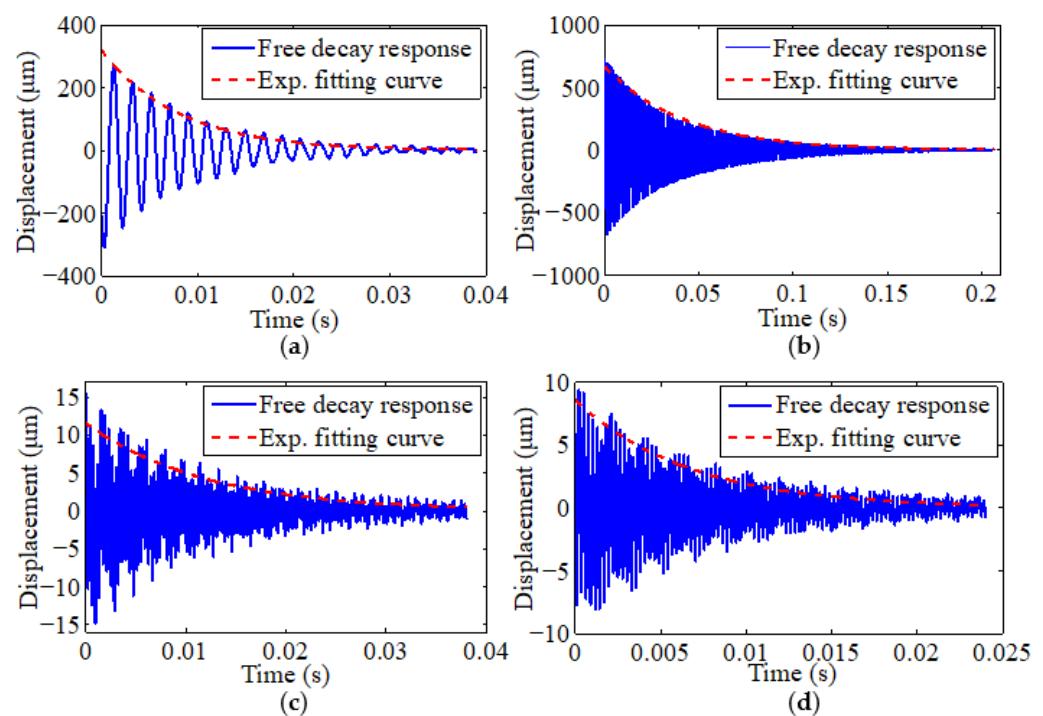 Displacement (μm)
400
200
0
−200
−400
Free decay response
Exp. fitting curve
0
0.01
0.02
0.03
0.04
Time (s)
(a)
Displacement (μm)
1000
500
0
−500
−1000
Free decay response
Exp. fitting curve
0
0.05
0.1
0.15
0.2
Time (s)
(b)
Displacement (μm)
15
10
5
0
−5
−10
−15
Free decay response
Exp. fitting curve
0
0.01
0.02
0.03
0.04
Time (s)
(c)
Displacement (μm)
10
5
0
−5
−10
Free decay response
Exp. fitting curve
0
0.005
0.01
0.015
0.02
0.025
Time (s)
(d)